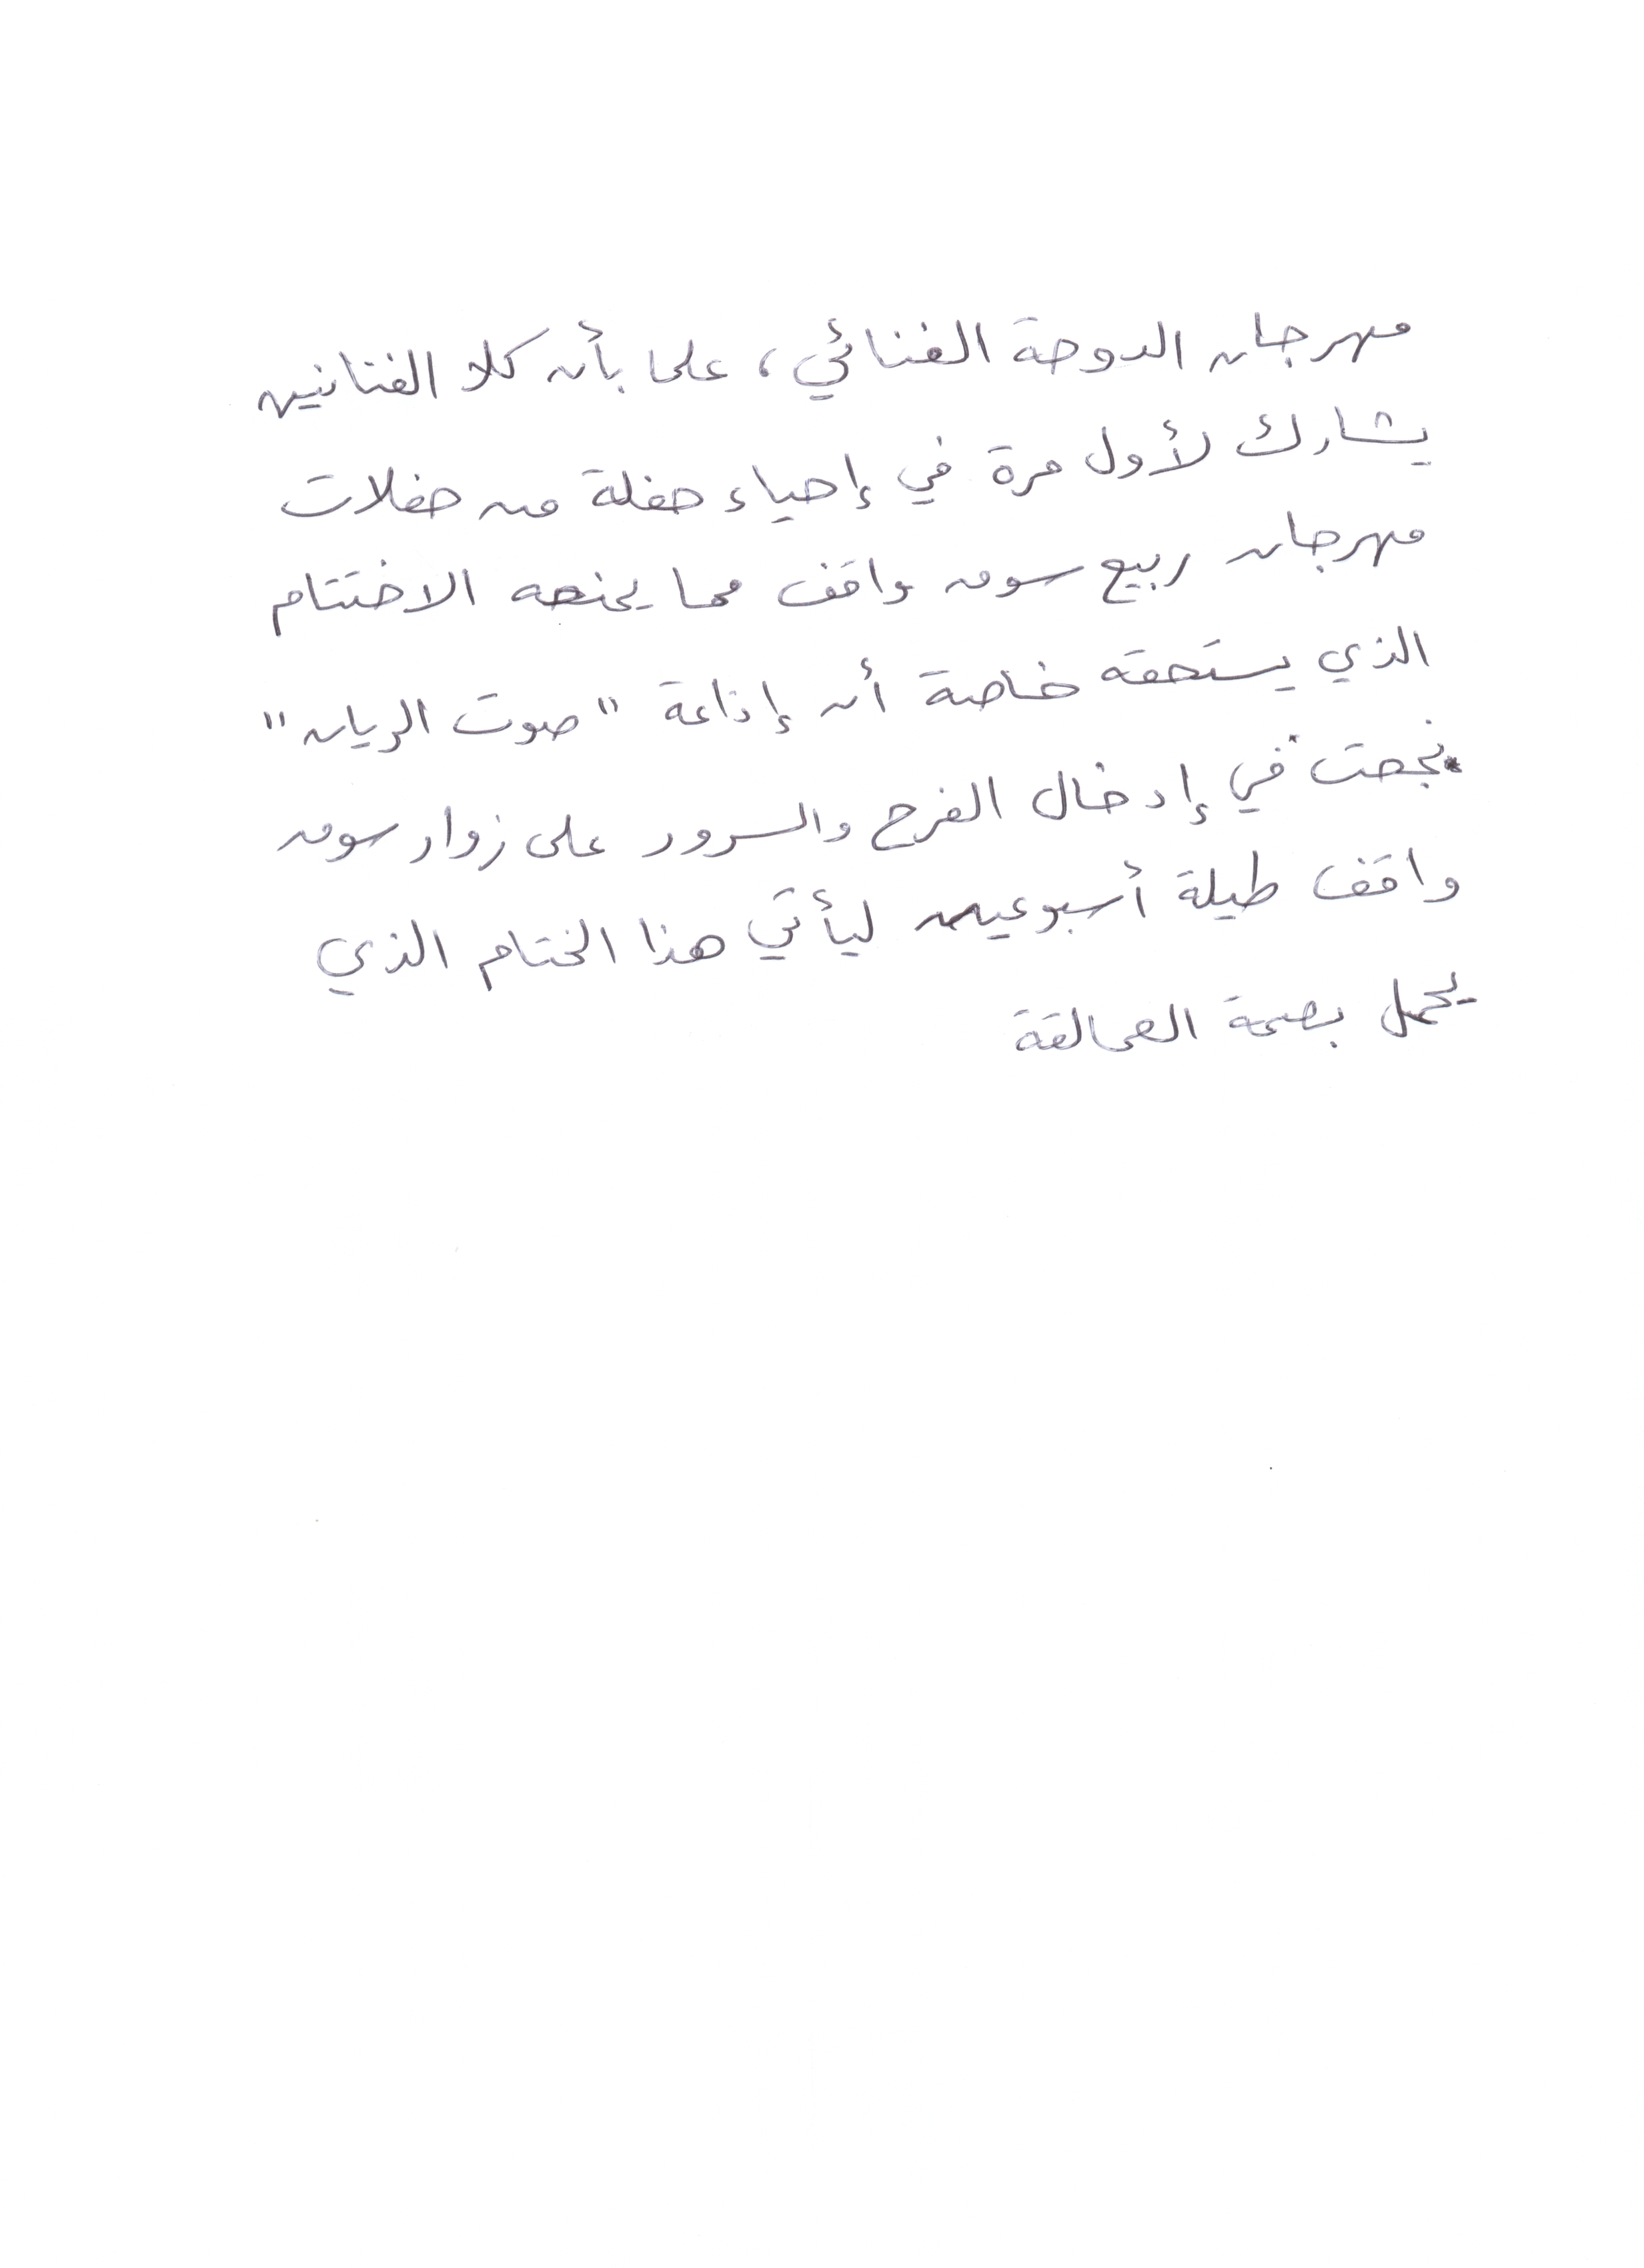 مهرجان الدوحة الغنائي، علما بأن كلا الفنانين
يشارك لأول مرة في إحياء حفلة من حفلات
مهرجان ربيع سوق واقف مما يمنحه الاختتام
الذي يستحقه خاصة أن إذاعة "صوت الريان"
نجحت في إدخال الفرح والسرور على زوار سوق
واقف طيلة أسبوعين ليأتي هذا الختام الذي
يحمل بصمة العمالقة